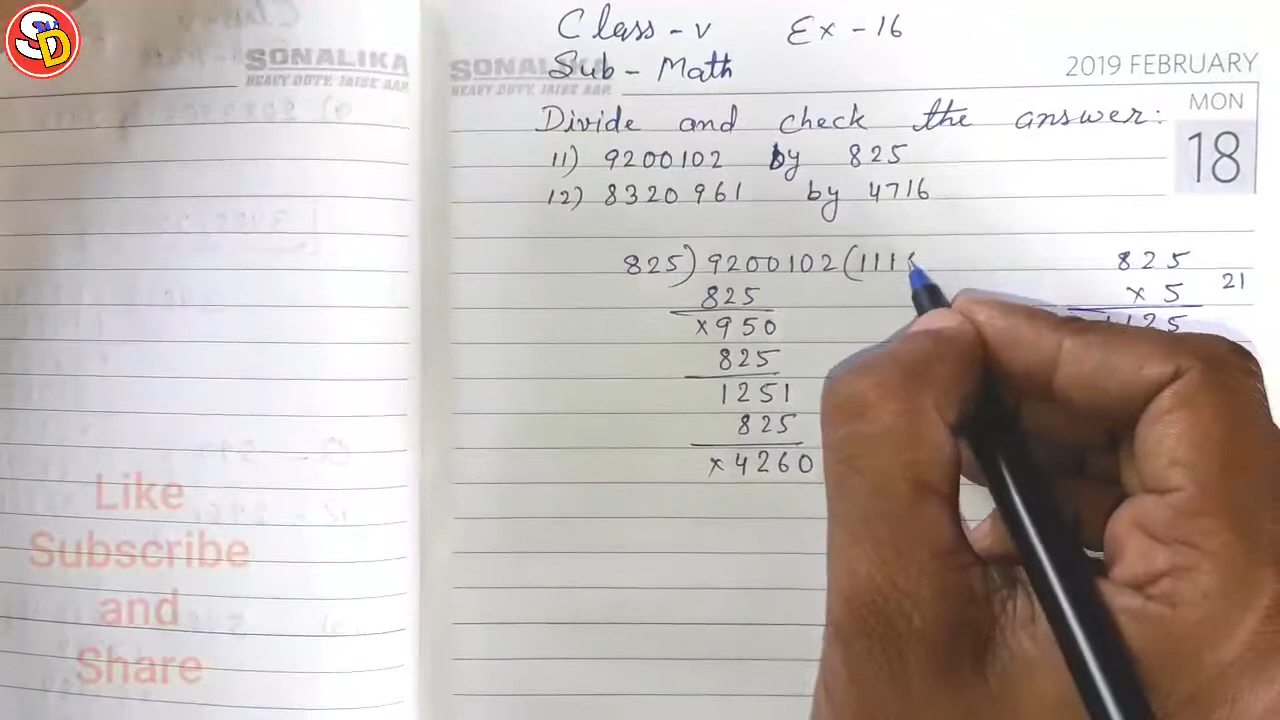 SD
SONALIKA
HEAVY DUTY. JAISE AAP.
Class - V Ex - 16
SONALIKA
Sub - Math
2019 FEBRUARY
MON
18
Divide and check the answer:
11) 9200102 by 825
12) 8320961 by 4716
825) 9200102 (111
825
x950
825
1251
825
x4260
825
x 5 21
Like
Subscribe
and
Share